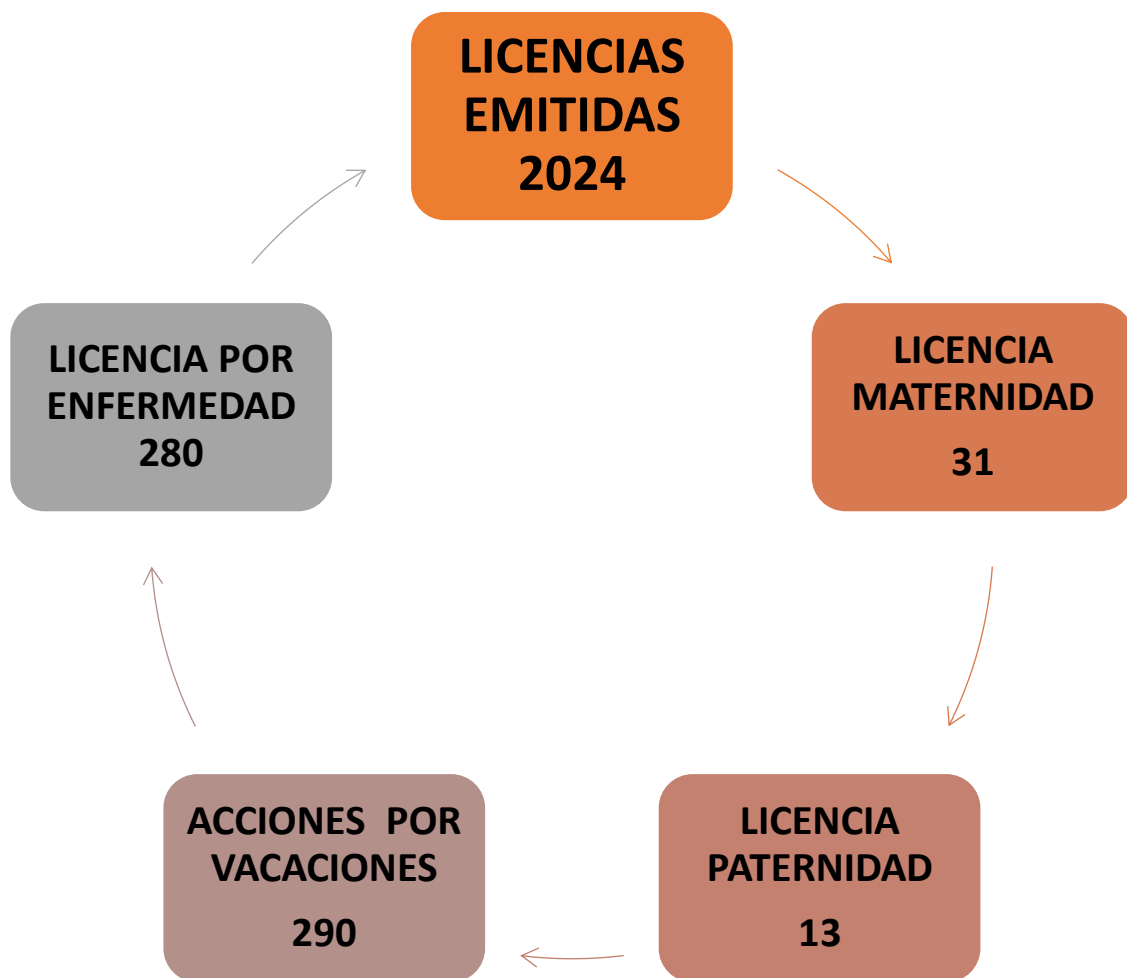 LICENCIAS
EMITIDAS
2024
LICENCIA
MATERNIDAD
31
LICENCIA
PATERNIDAD
13
ACCIONES POR
VACACIONES
290
LICENCIA POR
ENFERMEDAD
280